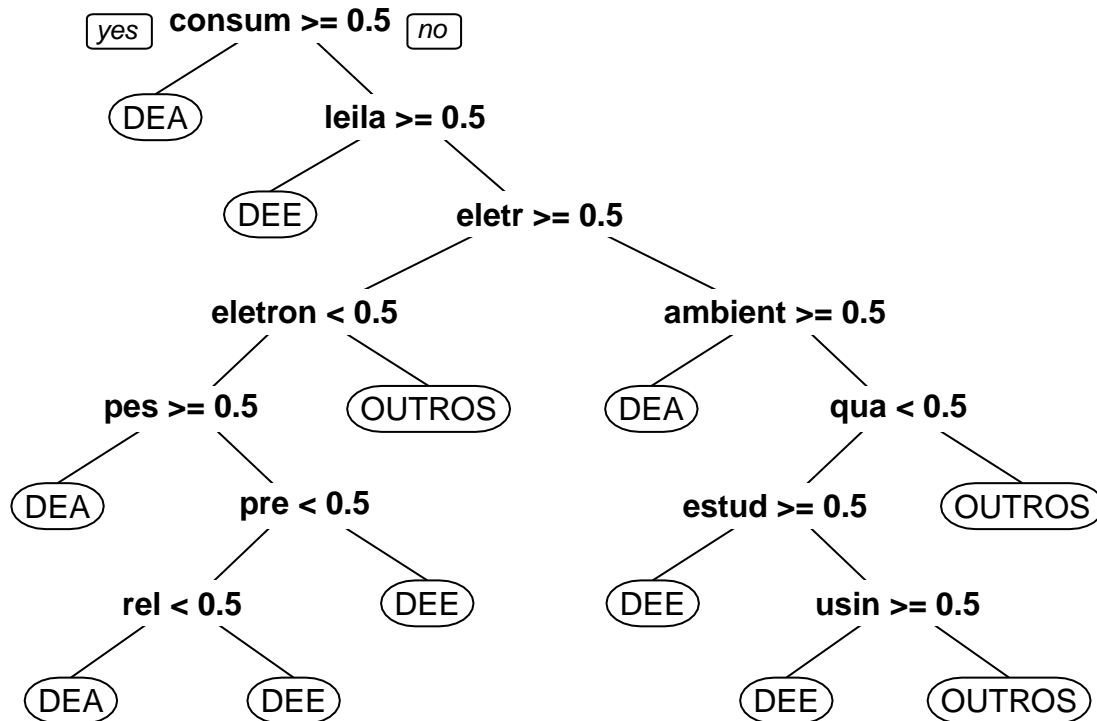 yes consum >= 0.5 no
DEA leila >= 0.5
DEE eletr >= 0.5
eletron < 0.5 ambient >= 0.5
pes >= 0.5 OUTROS DEA qua < 0.5
DEA pre < 0.5 estud >= 0.5 OUTROS
rel < 0.5 DEE DEE usin >= 0.5
DEA DEE DEE OUTROS